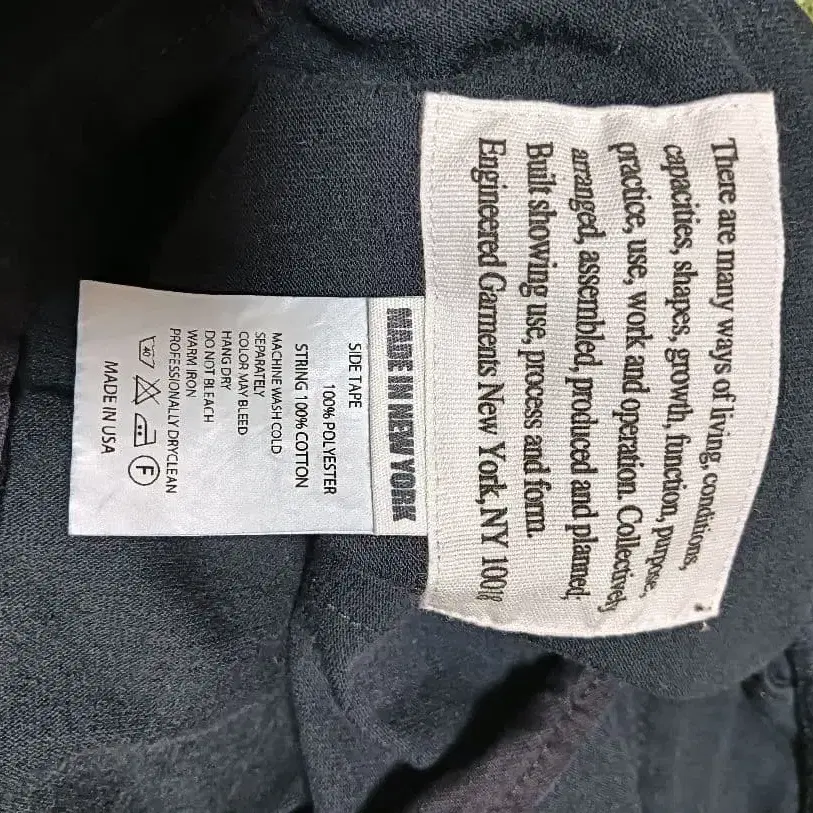 There are many ways of living, conditions,
capacities, shapes, growth, function, purpose,
practice, use, work and operation. Collectively
arranged, assembled, produced and planned;
Built showing use, process and form.
Engineered Garments New York, NY 10018
MADE IN NEW YORK
SIDE TAPE
100% POLYESTER
STRING 100% COTTON
MACHINE WASH COLD
SEPARATELY
COLOR MAY BLEED
HANG DRY
DO NOT BLEACH
WARM IRON
PROFESSIONALLY DRYCLEAN
40 F
MADE IN USA